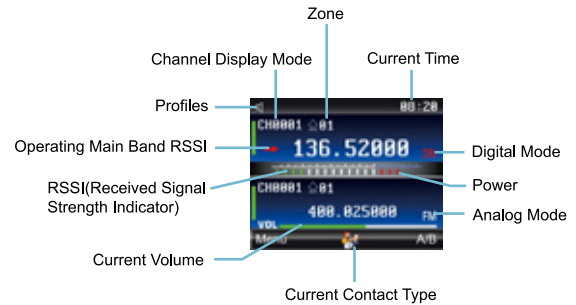 Zone
Channel Display Mode
Current Time
Profiles
08:20
CH0001 01
Operating Main Band RSSI
136.52000
Digital Mode
RSSI(Received Signal
Strength Indicator)
Power
CH0001 01
400.025000
FM
Analog Mode
VOL
Menu
A/B
Current Volume
Current Contact Type